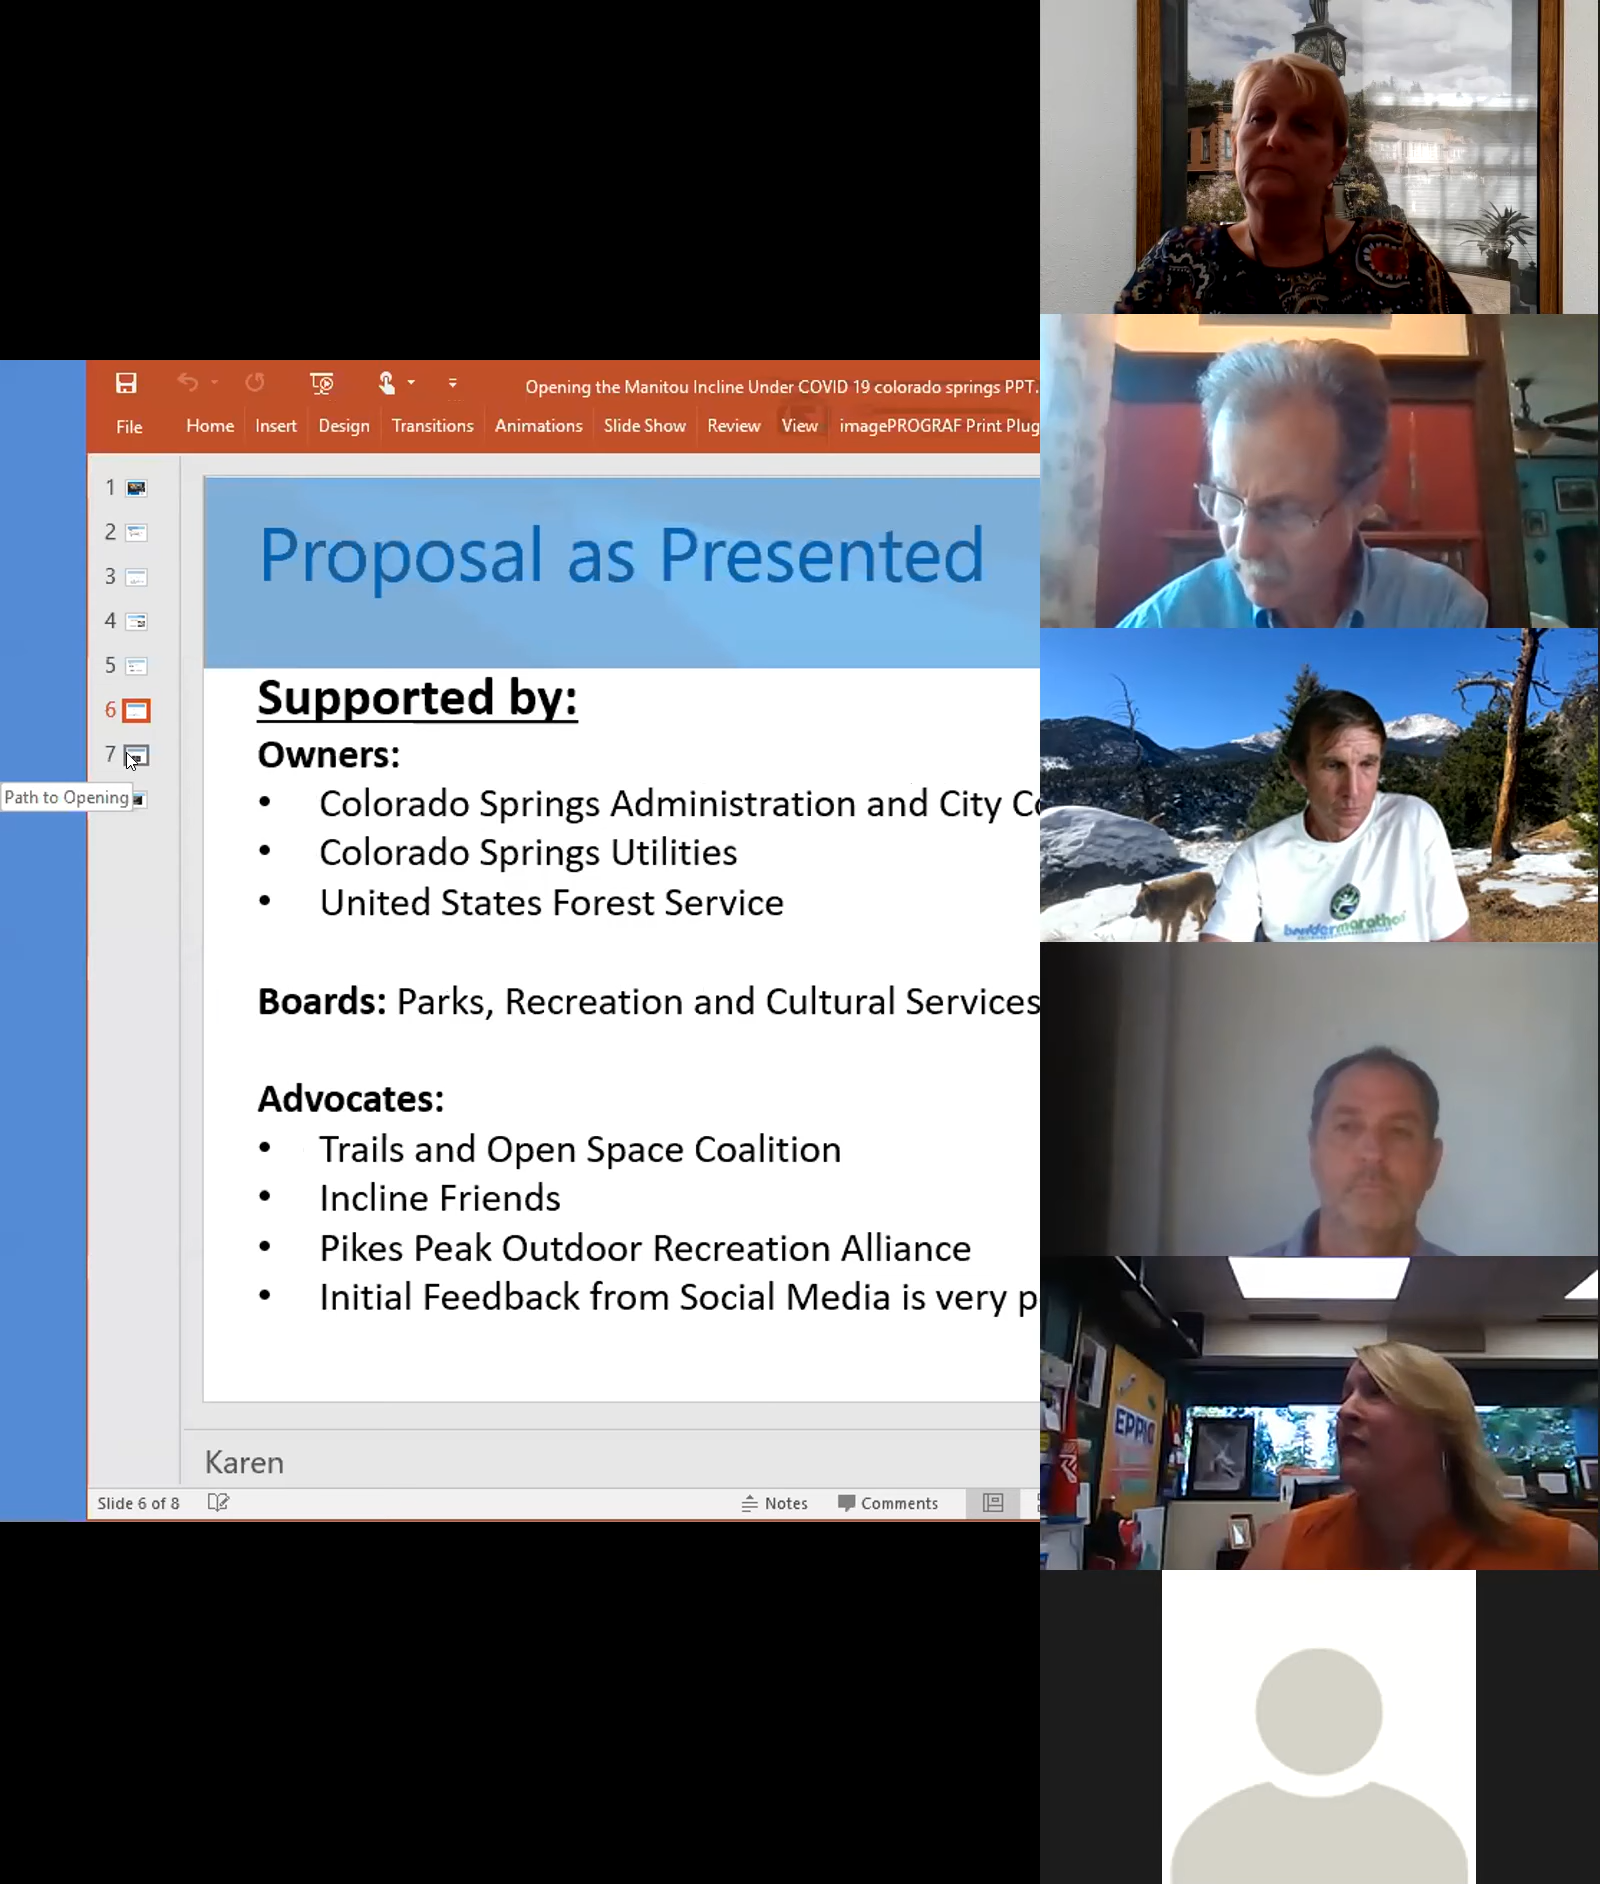 Opening the Manitou Incline Under COVID 19 colorado springs PPT.
File Home Insert Design Transitions Animations Slide Show Review View imagePROGRAF Print Plug
1
2
3
4
5
6
7
Path to Opening
Proposal as Presented
Supported by:
Owners:
• Colorado Springs Administration and City Co
• Colorado Springs Utilities
• United States Forest Service
Boards: Parks, Recreation and Cultural Services
Advocates:
• Trails and Open Space Coalition
• Incline Friends
• Pikes Peak Outdoor Recreation Alliance
• Initial Feedback from Social Media is very p
Karen
Slide 6 of 8 Notes Comments
bouldermarathon